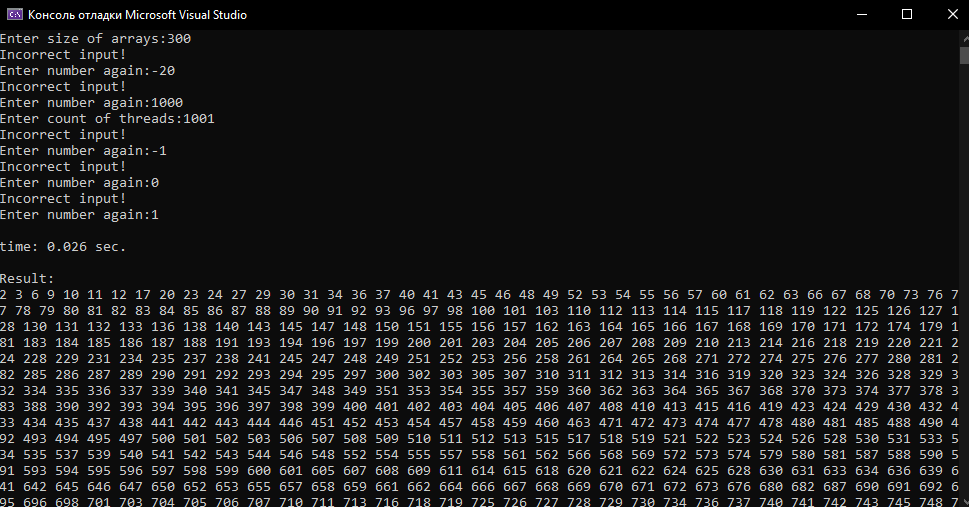 Консоль отладки Microsoft Visual Studio
Enter size of arrays:300
Incorrect input!
Enter number again:-20
Incorrect input!
Enter number again:1000
Enter count of threads:1001
Incorrect input!
Enter number again:-1
Incorrect input!
Enter number again:0
Incorrect input!
Enter number again:1
time: 0.026 sec.
Result:
2 3 6 9 10 11 12 17 20 23 24 27 29 30 31 34 36 37 40 41 43 45 46 48 49 52 53 54 55 56 57 60 61 62 63 66 67 68 70 73 76 7
7 78 79 80 81 82 83 84 85 86 87 88 89 90 91 92 93 96 97 98 100 101 103 110 112 113 114 115 117 118 119 122 125 126 127 1
28 130 131 132 133 136 138 140 143 145 147 148 150 151 155 156 157 162 163 164 165 166 167 168 169 170 171 172 174 179 1
81 183 184 185 186 187 188 191 193 194 196 197 199 200 201 203 204 205 206 207 208 209 210 213 214 216 218 219 220 221 2
24 228 229 231 234 235 237 238 241 245 247 248 249 251 252 253 256 258 261 264 265 268 271 272 274 275 276 277 280 281 2
82 285 286 287 289 290 291 292 293 294 295 297 300 302 303 305 307 310 311 312 313 314 316 319 320 323 324 326 328 329 3
32 334 335 336 337 339 340 341 345 347 348 349 351 353 354 355 357 359 360 362 363 364 365 367 368 370 373 374 377 378 3
83 388 390 392 393 394 395 396 397 398 399 400 401 402 403 404 405 406 407 408 410 413 415 416 419 423 424 429 430 432 4
33 434 435 437 438 441 442 443 444 446 451 452 453 454 457 458 459 460 463 471 472 473 474 477 478 480 481 485 488 490 4
92 493 494 495 497 500 501 502 503 506 507 508 509 510 511 512 513 515 517 518 519 521 522 523 524 526 528 530 531 533 5
34 535 537 539 540 541 542 543 544 546 548 552 554 555 557 558 561 562 566 568 569 572 573 574 579 580 581 587 588 590 5
91 593 594 595 596 597 598 599 600 601 605 607 608 609 611 614 615 618 620 621 622 624 625 628 630 631 633 634 636 639 6
41 642 645 646 647 650 652 653 655 657 658 659 661 662 664 666 667 668 669 670 671 672 673 676 680 682 687 690 691 692 6
95 696 698 701 703 704 705 706 707 710 711 713 716 718 719 725 726 727 728 729 730 734 736 737 740 741 742 743 745 748 7